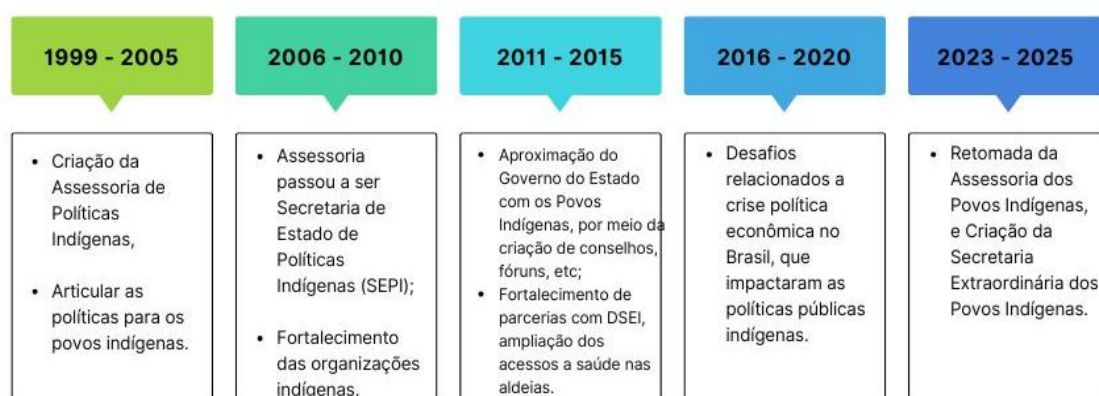 1999 - 2005
• Criação da
Assessoria de
Políticas
Indígenas,
• Articular as
políticas para os
povos indígenas.
2006 - 2010
• Assessoria
passou a ser
Secretaria de
Estado de
Políticas
Indígenas (SEPI);
• Fortalecimento
das organizações
indígenas.
2011 - 2015
• Aproximação do
Governo do Estado
com os Povos
Indígenas, por meio da
criação de conselhos,
fóruns, etc;
• Fortalecimento de
parcerias com DSEI,
ampliação dos
acessos a saúde nas
aldeias.
2016 - 2020
• Desafios
relacionados a
crise política
econômica no
Brasil, que
impactaram as
políticas públicas
indígenas.
2023 - 2025
• Retomada da
Assessoria dos
Povos Indígenas,
e Criação da
Secretaria
Extraordinária dos
Povos Indígenas.